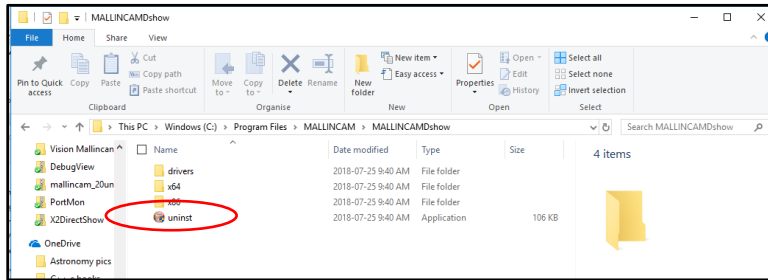 MALLINCAMDshow
File Home Share View
Pin to Quick access
Copy
Paste
Cut
Copy path
Paste shortcut
Clipboard
Move to
Copy to
Delete
Rename
Organise
New folder
New item
Easy access
New
Properties
Open
Edit
History
Open
Select all
Select none
Invert selection
Select
This PC > Windows (C:) > Program Files > MALLINCAM > MALLINCAMDshow
Search MALLINCAMDshow
Vision Mallincan
DebugView
mallincam_20un
PortMon
X2DirectShow
OneDrive
Astronomy pics
Name Date modified Type Size
drivers 2018-07-25 9:40 AM File folder
x64 2018-07-25 9:40 AM File folder
x86 2018-07-25 9:40 AM File folder
uninst 2018-07-25 9:40 AM Application 106 KB
4 items